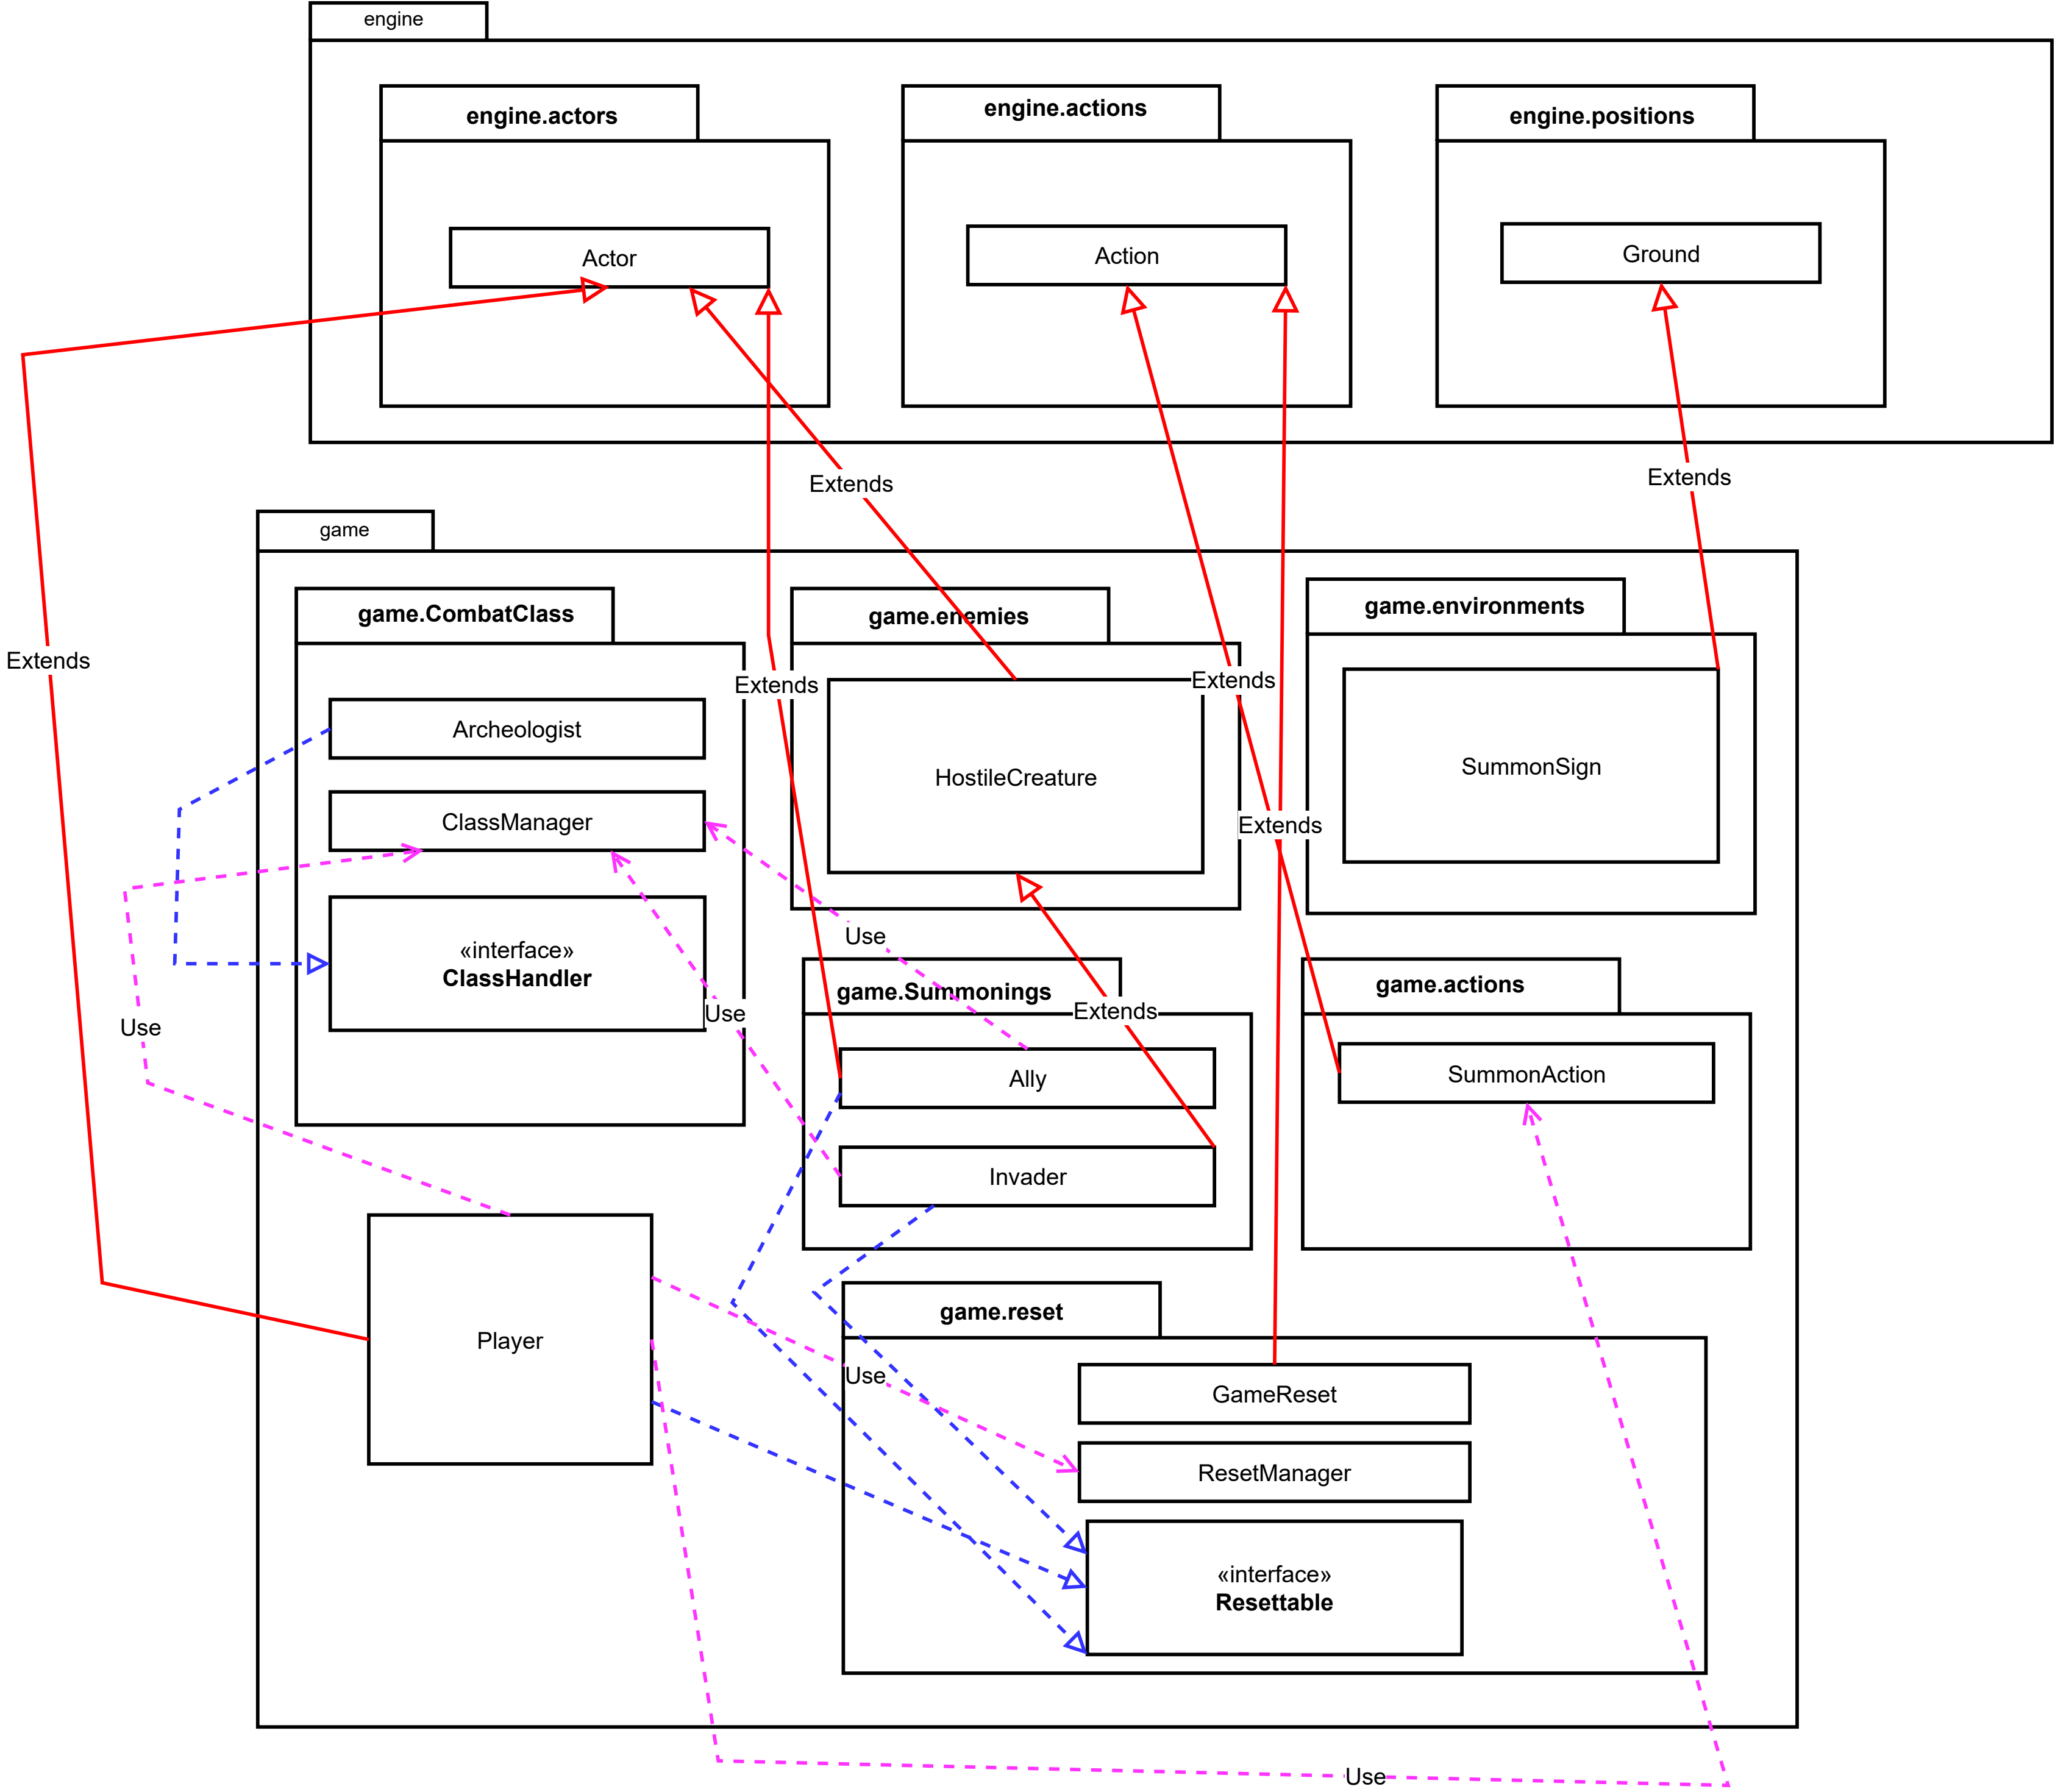 engine
engine.actors
engine.actions
engine.positions
Actor
Action
Ground
Extends
Extends
game
game.CombatClass
game.enemies
game.environments
Extends
Extends
Extends
Archeologist
HostileCreature
SummonSign
ClassManager
Extends
Use
«interface»
ClassHandler
game.Summonings
game.actions
Use
Use
Extends
Ally
SummonAction
Invader
game.reset
Player
Use
GameReset
ResetManager
«interface»
Resettable
Use